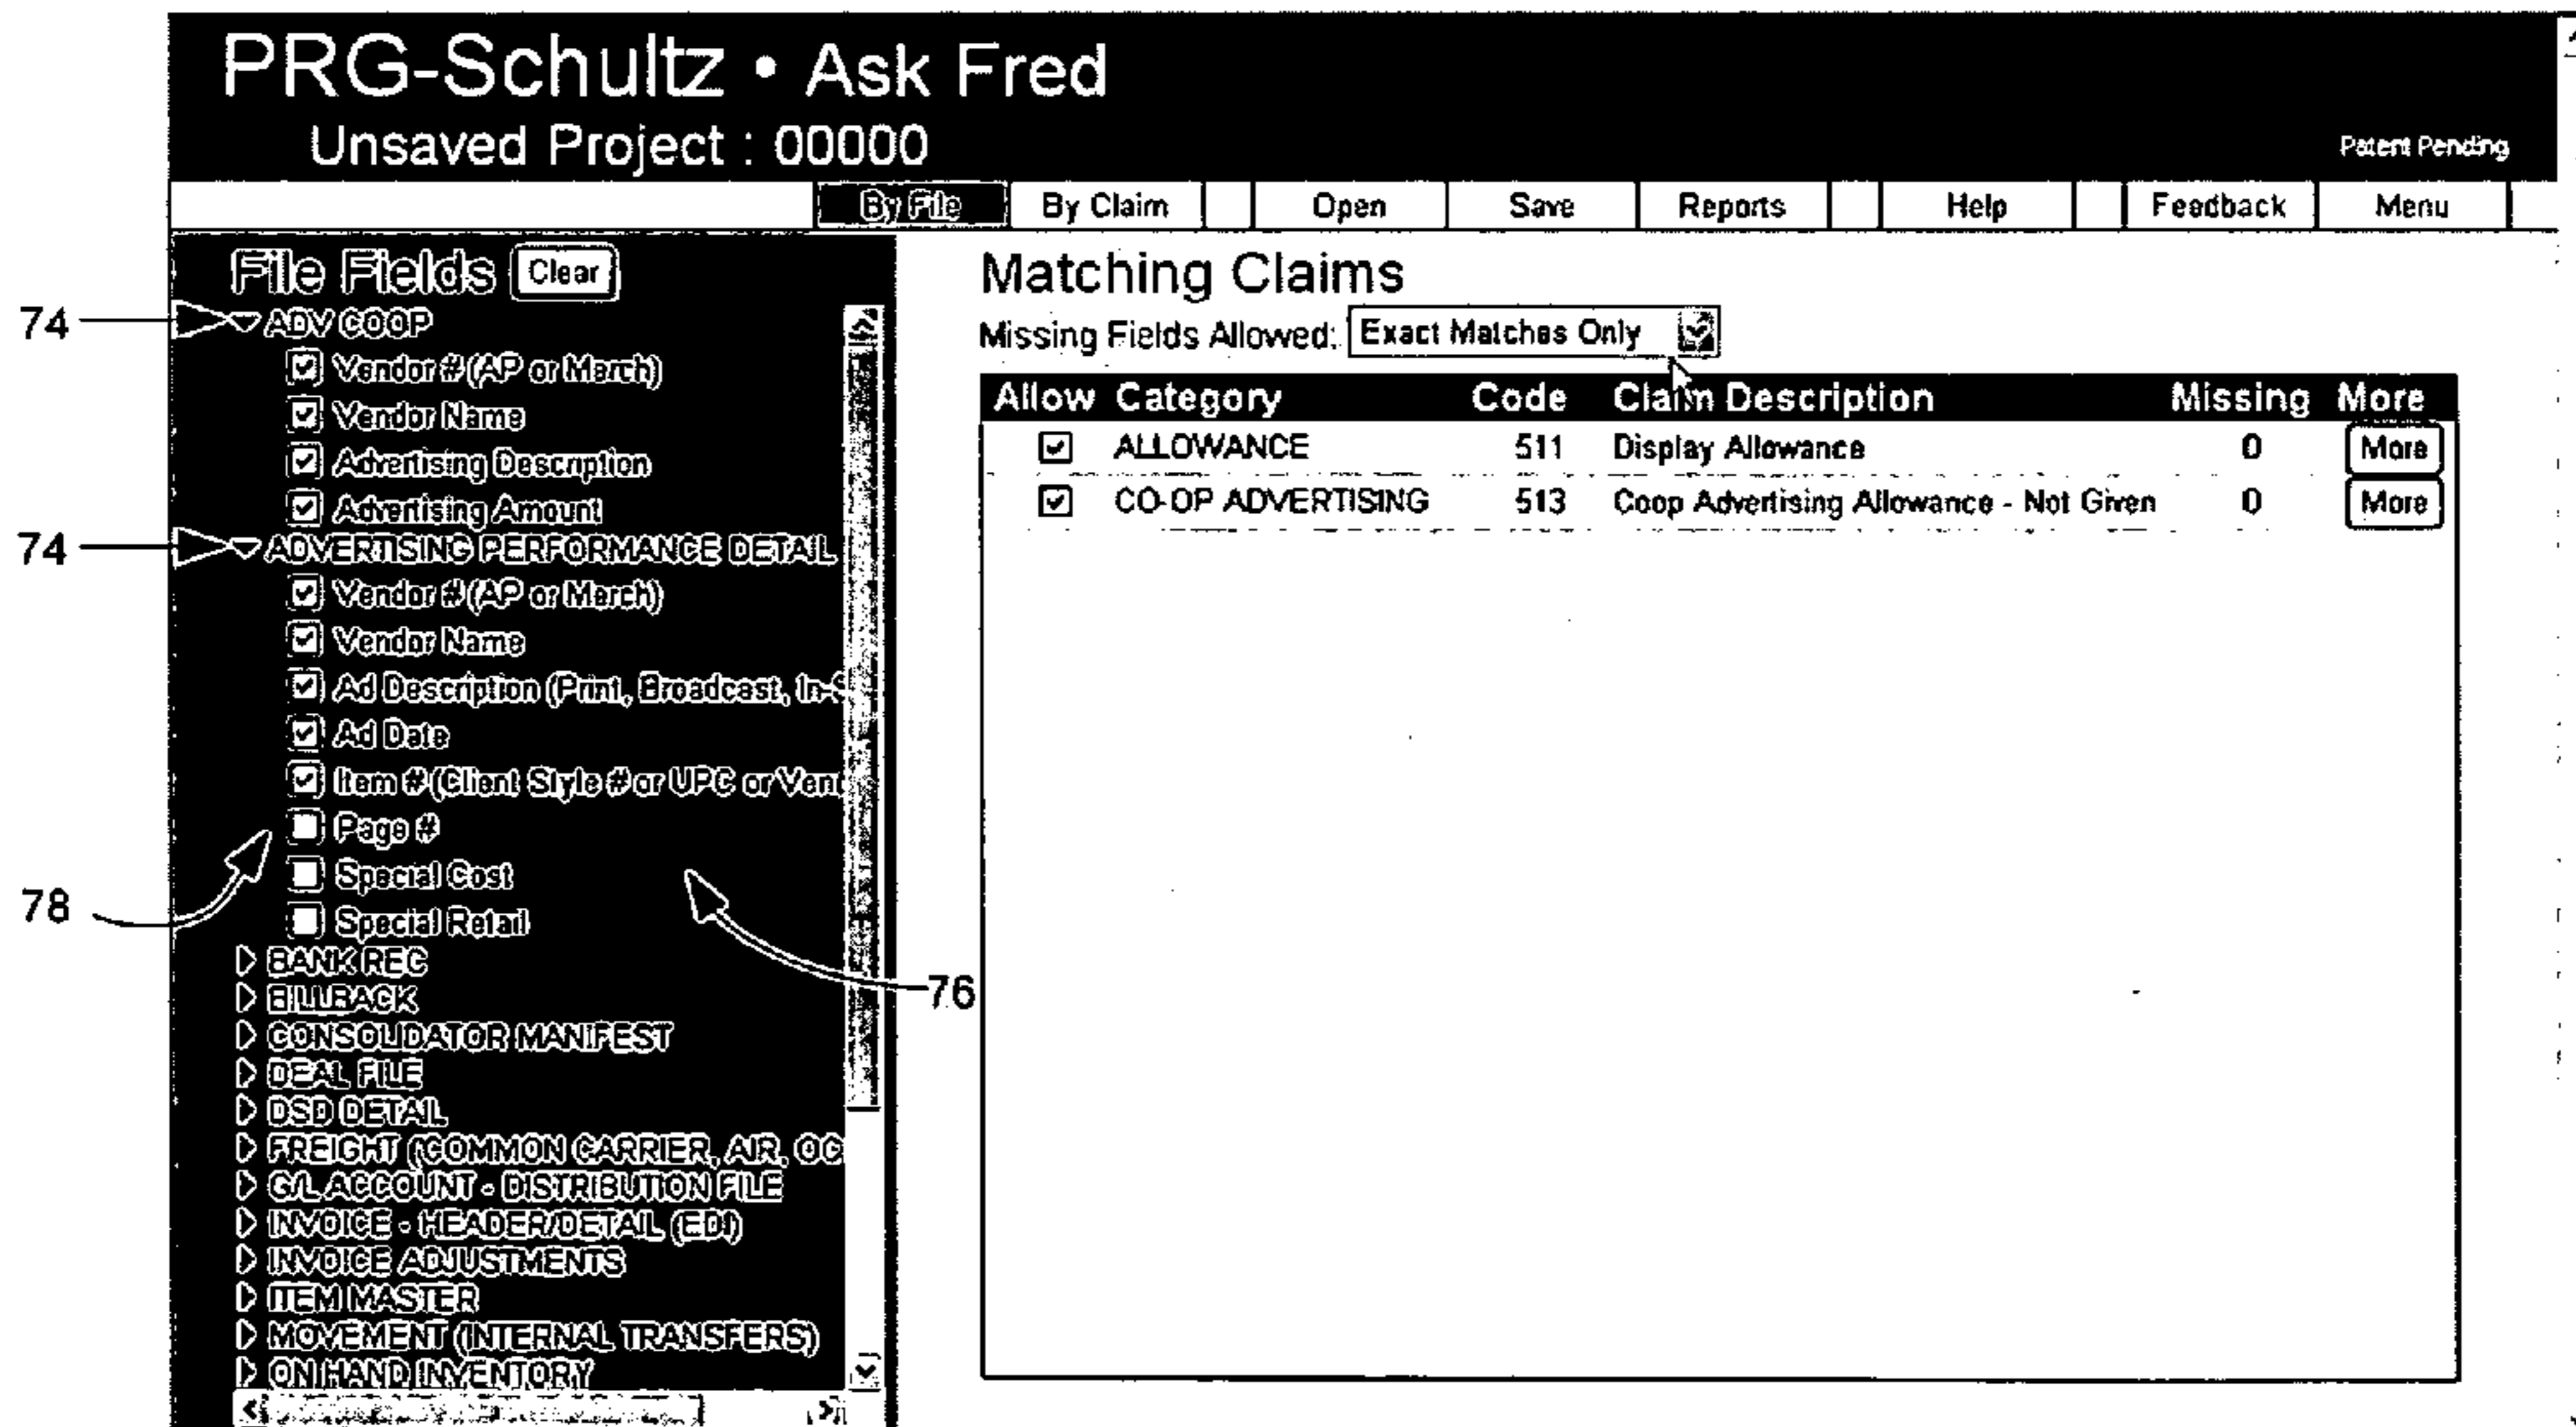 PRG-Schultz • Ask Fred
Unsaved Project : 00000
Patent Pending
By File By Claim Open Save Reports Help Feedback Menu
File Fields Clear
74
ADV COOP
Vendor # (AP or Merch)
Vendor Name
Advertising Description
Advertising Amount
74
ADVERTISING PERFORMANCE DETAIL
Vendor # (AP or Merch)
Vendor Name
Ad Description (Print, Broadcast, In-S
Ad Date
Item # (Client Style # or UPC or Ven
Page #
Special Cost
78
Special Retail
BANK REC
76
BILLBACK
CONSOLIDATOR MANIFEST
DEAL FILE
DSD DETAIL
FREIGHT (COMMON CARRIER, AIR, OC
G/L ACCOUNT - DISTRIBUTION FILE
INVOICE - HEADER/DETAIL (EDI)
INVOICE ADJUSTMENTS
ITEM MASTER
MOVEMENT (INTERNAL TRANSFERS)
ON HAND INVENTORY
Matching Claims
Missing Fields Allowed: Exact Matches Only
Allow Category Code Claim Description Missing More
ALLOWANCE 511 Display Allowance 0 More
CO-OP ADVERTISING 513 Coop Advertising Allowance - Not Given 0 More